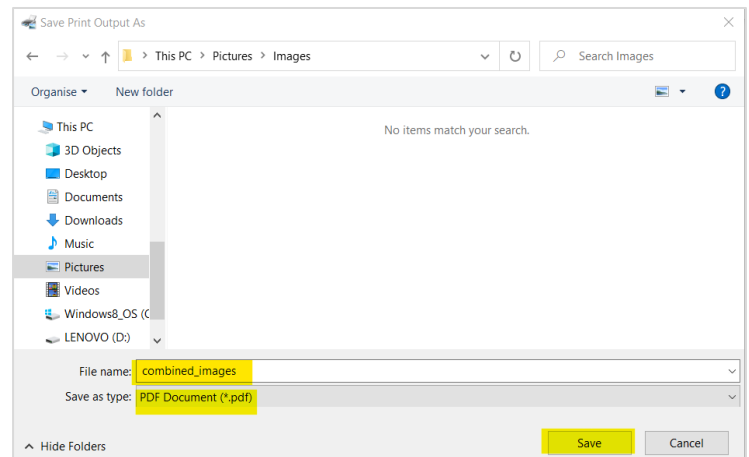 Save Print Output As
This PC > Pictures > Images
Search Images
Organise
New folder
This PC
3D Objects
Desktop
Documents
Downloads
Music
Pictures
Videos
Windows8_OS (C
LENOVO (D:)
No items match your search.
File name: combined_images
Save as type: PDF Document (*.pdf)
Hide Folders
Save
Cancel